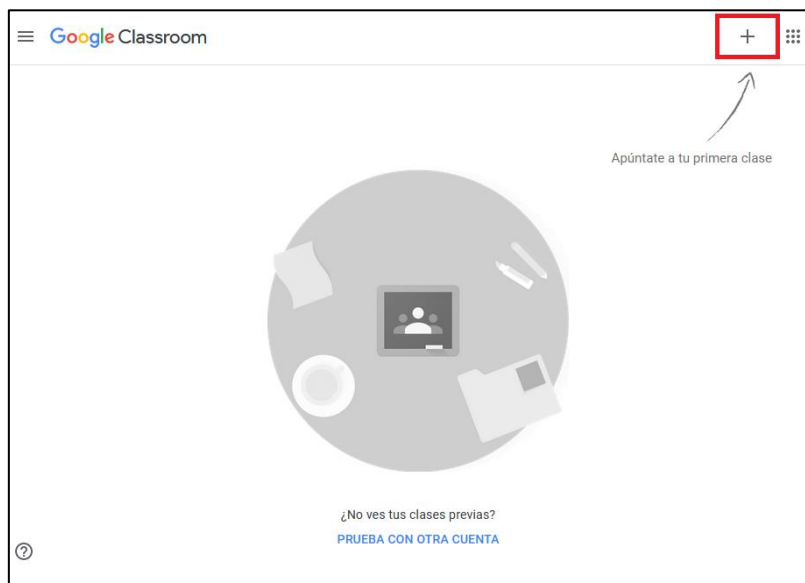 Google Classroom
Apúntate a tu primera clase
¿No ves tus clases previas?
PRUEBA CON OTRA CUENTA